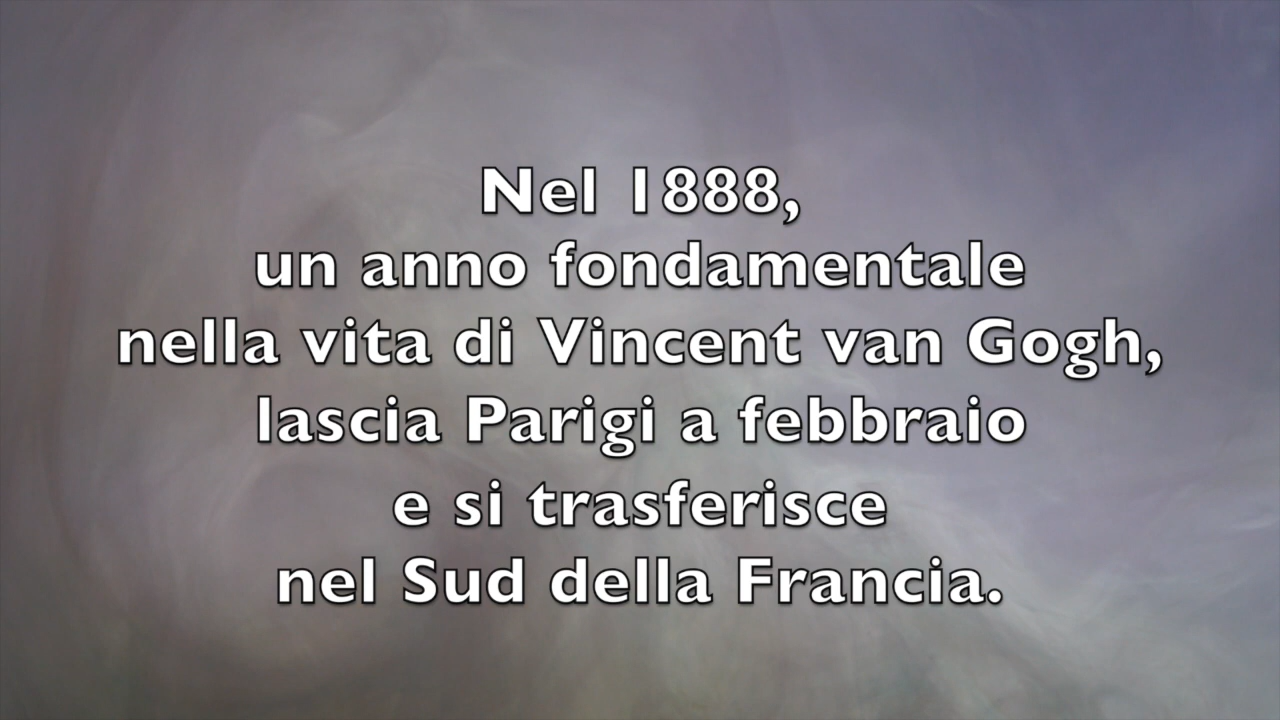 Nel 1888,
un anno fondamentale
nella vita di Vincent van Gogh,
lascia Parigi a febbraio
e si trasferisce
nel Sud della Francia.